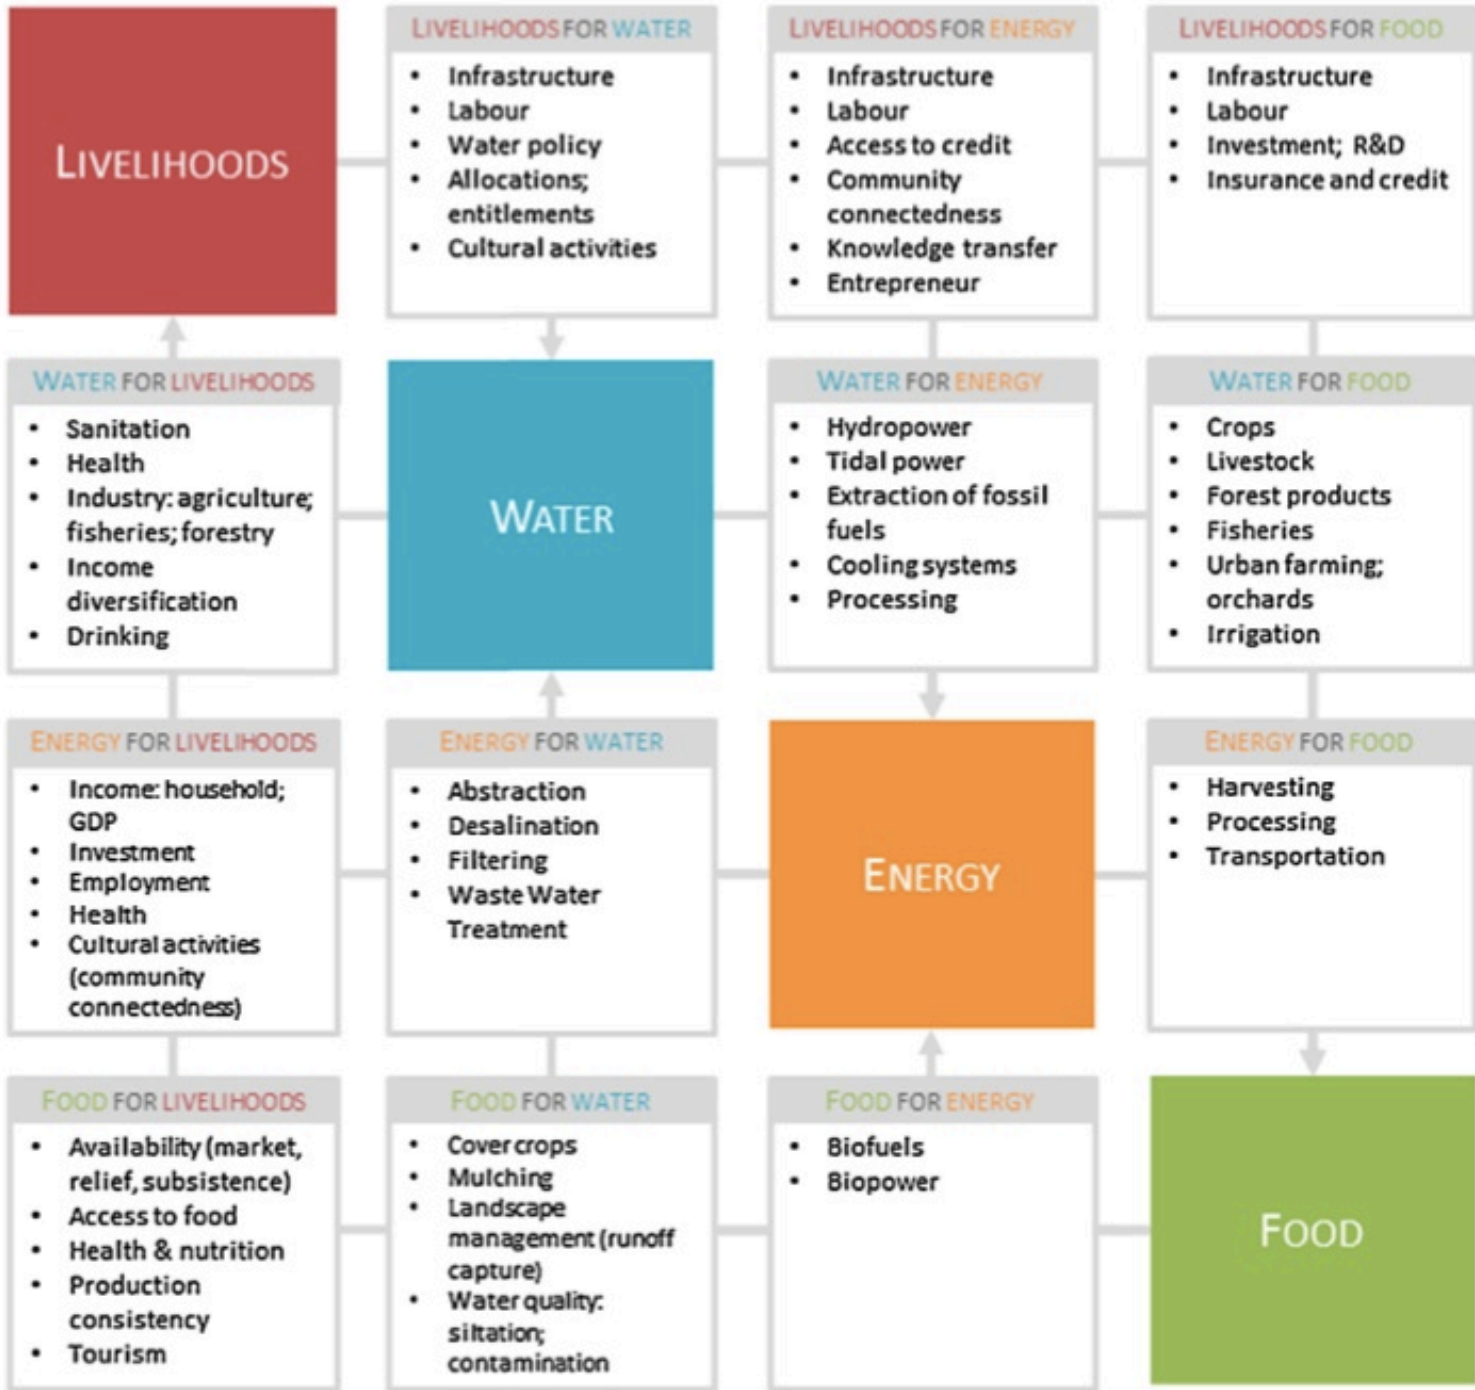 LIVELIHOODS
LIVELIHOODS FOR WATER
• Infrastructure
• Labour
• Water policy
• Allocations;
entitlements
• Cultural activities
LIVELIHOODS FOR ENERGY
• Infrastructure
• Labour
• Access to credit
• Community
connectedness
• Knowledge transfer
• Entrepreneur
LIVELIHOODS FOR FOOD
• Infrastructure
• Labour
• Investment; R&D
• Insurance and credit
WATER FOR LIVELIHOODS
• Sanitation
• Health
• Industry: agriculture;
fisheries; forestry
• Income
diversification
• Drinking
WATER
WATER FOR ENERGY
• Hydropower
• Tidal power
• Extraction of fossil
fuels
• Cooling systems
• Processing
WATER FOR FOOD
• Crops
• Livestock
• Forest products
• Fisheries
• Urban farming;
orchards
• Irrigation
ENERGY FOR LIVELIHOODS
• Income: household;
GDP
• Investment
• Employment
• Health
• Cultural activities
(community
connectedness)
ENERGY FOR WATER
• Abstraction
• Desalination
• Filtering
• Waste Water
Treatment
ENERGY
ENERGY FOR FOOD
• Harvesting
• Processing
• Transportation
FOOD FOR LIVELIHOODS
• Availability (market,
relief, subsistence)
• Access to food
• Health & nutrition
• Production
consistency
• Tourism
FOOD FOR WATER
• Cover crops
• Mulching
• Landscape
management (runoff
capture)
• Water quality:
siltation;
contamination
FOOD FOR ENERGY
• Biofuels
• Biopower
FOOD